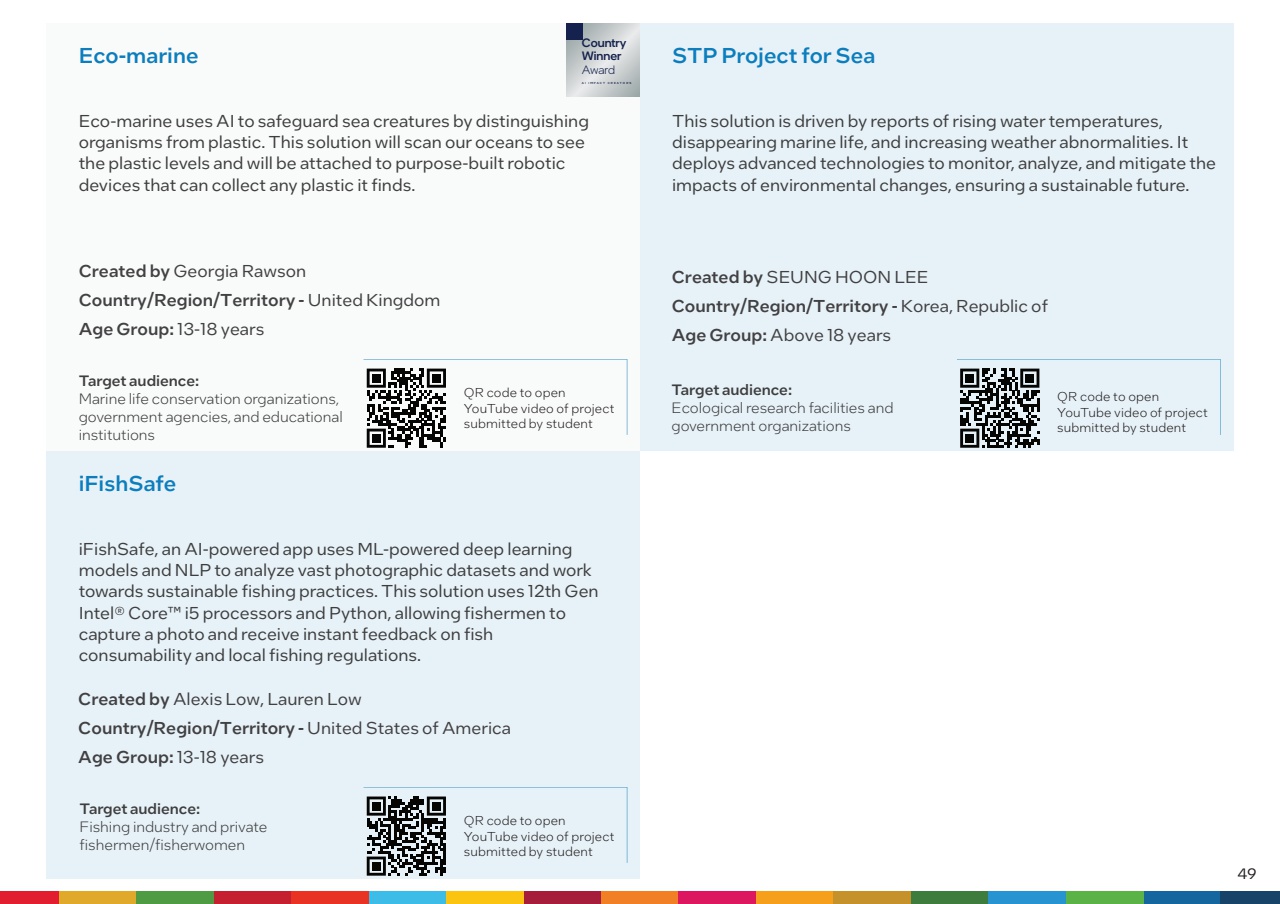 Eco-marine
Country
Winner
Award
AI IMPACT CREATORS
Eco-marine uses AI to safeguard sea creatures by distinguishing
organisms from plastic. This solution will scan our oceans to see
the plastic levels and will be attached to purpose-built robotic
devices that can collect any plastic it finds.
Created by Georgia Rawson
Country/Region/Territory - United Kingdom
Age Group: 13-18 years
Target audience:
Marine life conservation organizations,
government agencies, and educational
institutions
QR code to open
YouTube video of project
submitted by student
STP Project for Sea
This solution is driven by reports of rising water temperatures,
disappearing marine life, and increasing weather abnormalities. It
deploys advanced technologies to monitor, analyze, and mitigate the
impacts of environmental changes, ensuring a sustainable future.
Created by SEUNG HOON LEE
Country/Region/Territory - Korea, Republic of
Age Group: Above 18 years
Target audience:
Ecological research facilities and
government organizations
QR code to open
YouTube video of project
submitted by student
iFishSafe
iFishSafe, an AI-powered app uses ML-powered deep learning
models and NLP to analyze vast photographic datasets and work
towards sustainable fishing practices. This solution uses 12th Gen
Intel® Core™ i5 processors and Python, allowing fishermen to
capture a photo and receive instant feedback on fish
consumability and local fishing regulations.
Created by Alexis Low, Lauren Low
Country/Region/Territory - United States of America
Age Group: 13-18 years
Target audience:
Fishing industry and private
fishermen/fisherwomen
QR code to open
YouTube video of project
submitted by student
49